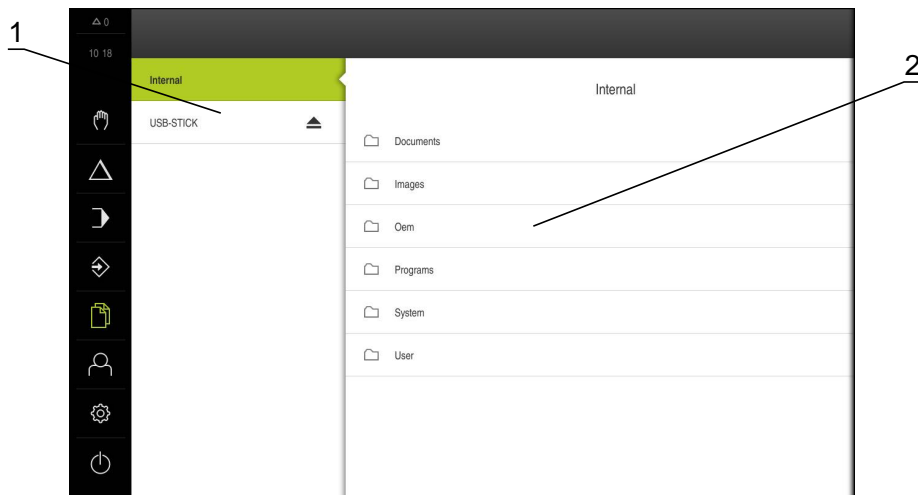 1
△ 0
10 18
2
Internal
USB-STICK
Internal
Documents
Images
Oem
Programs
System
User